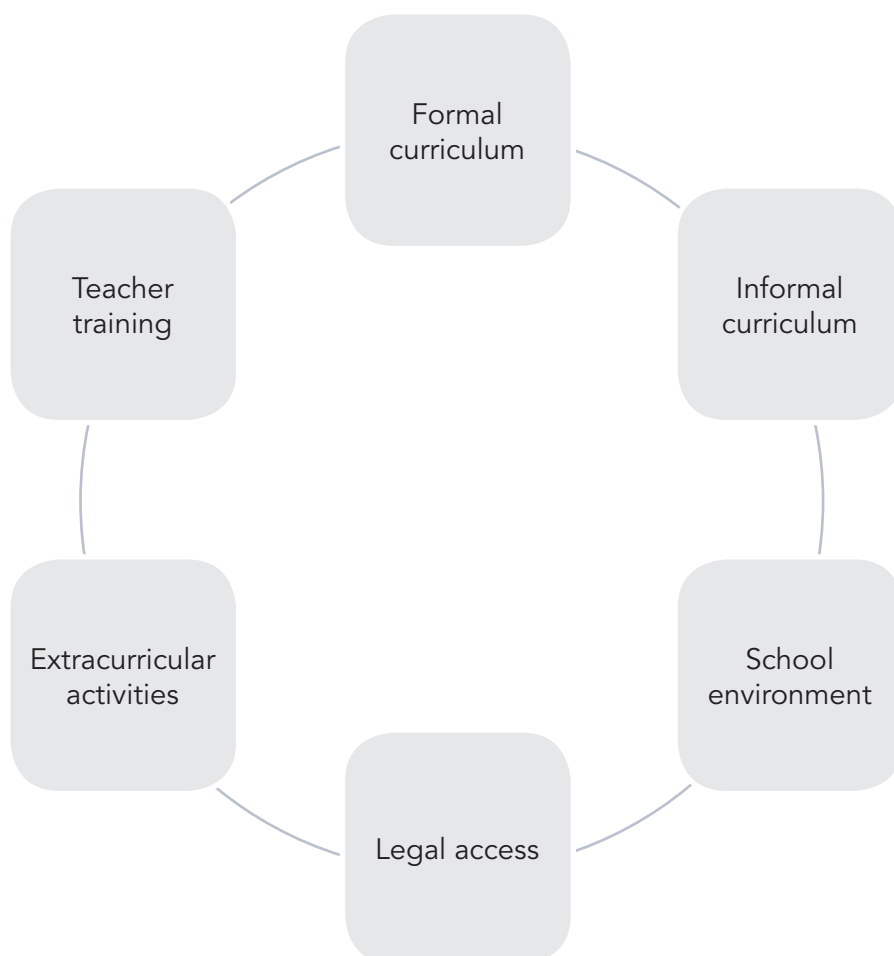 Formal
curriculum
Informal
curriculum
School
environment
Legal access
Extracurricular
activities
Teacher
training